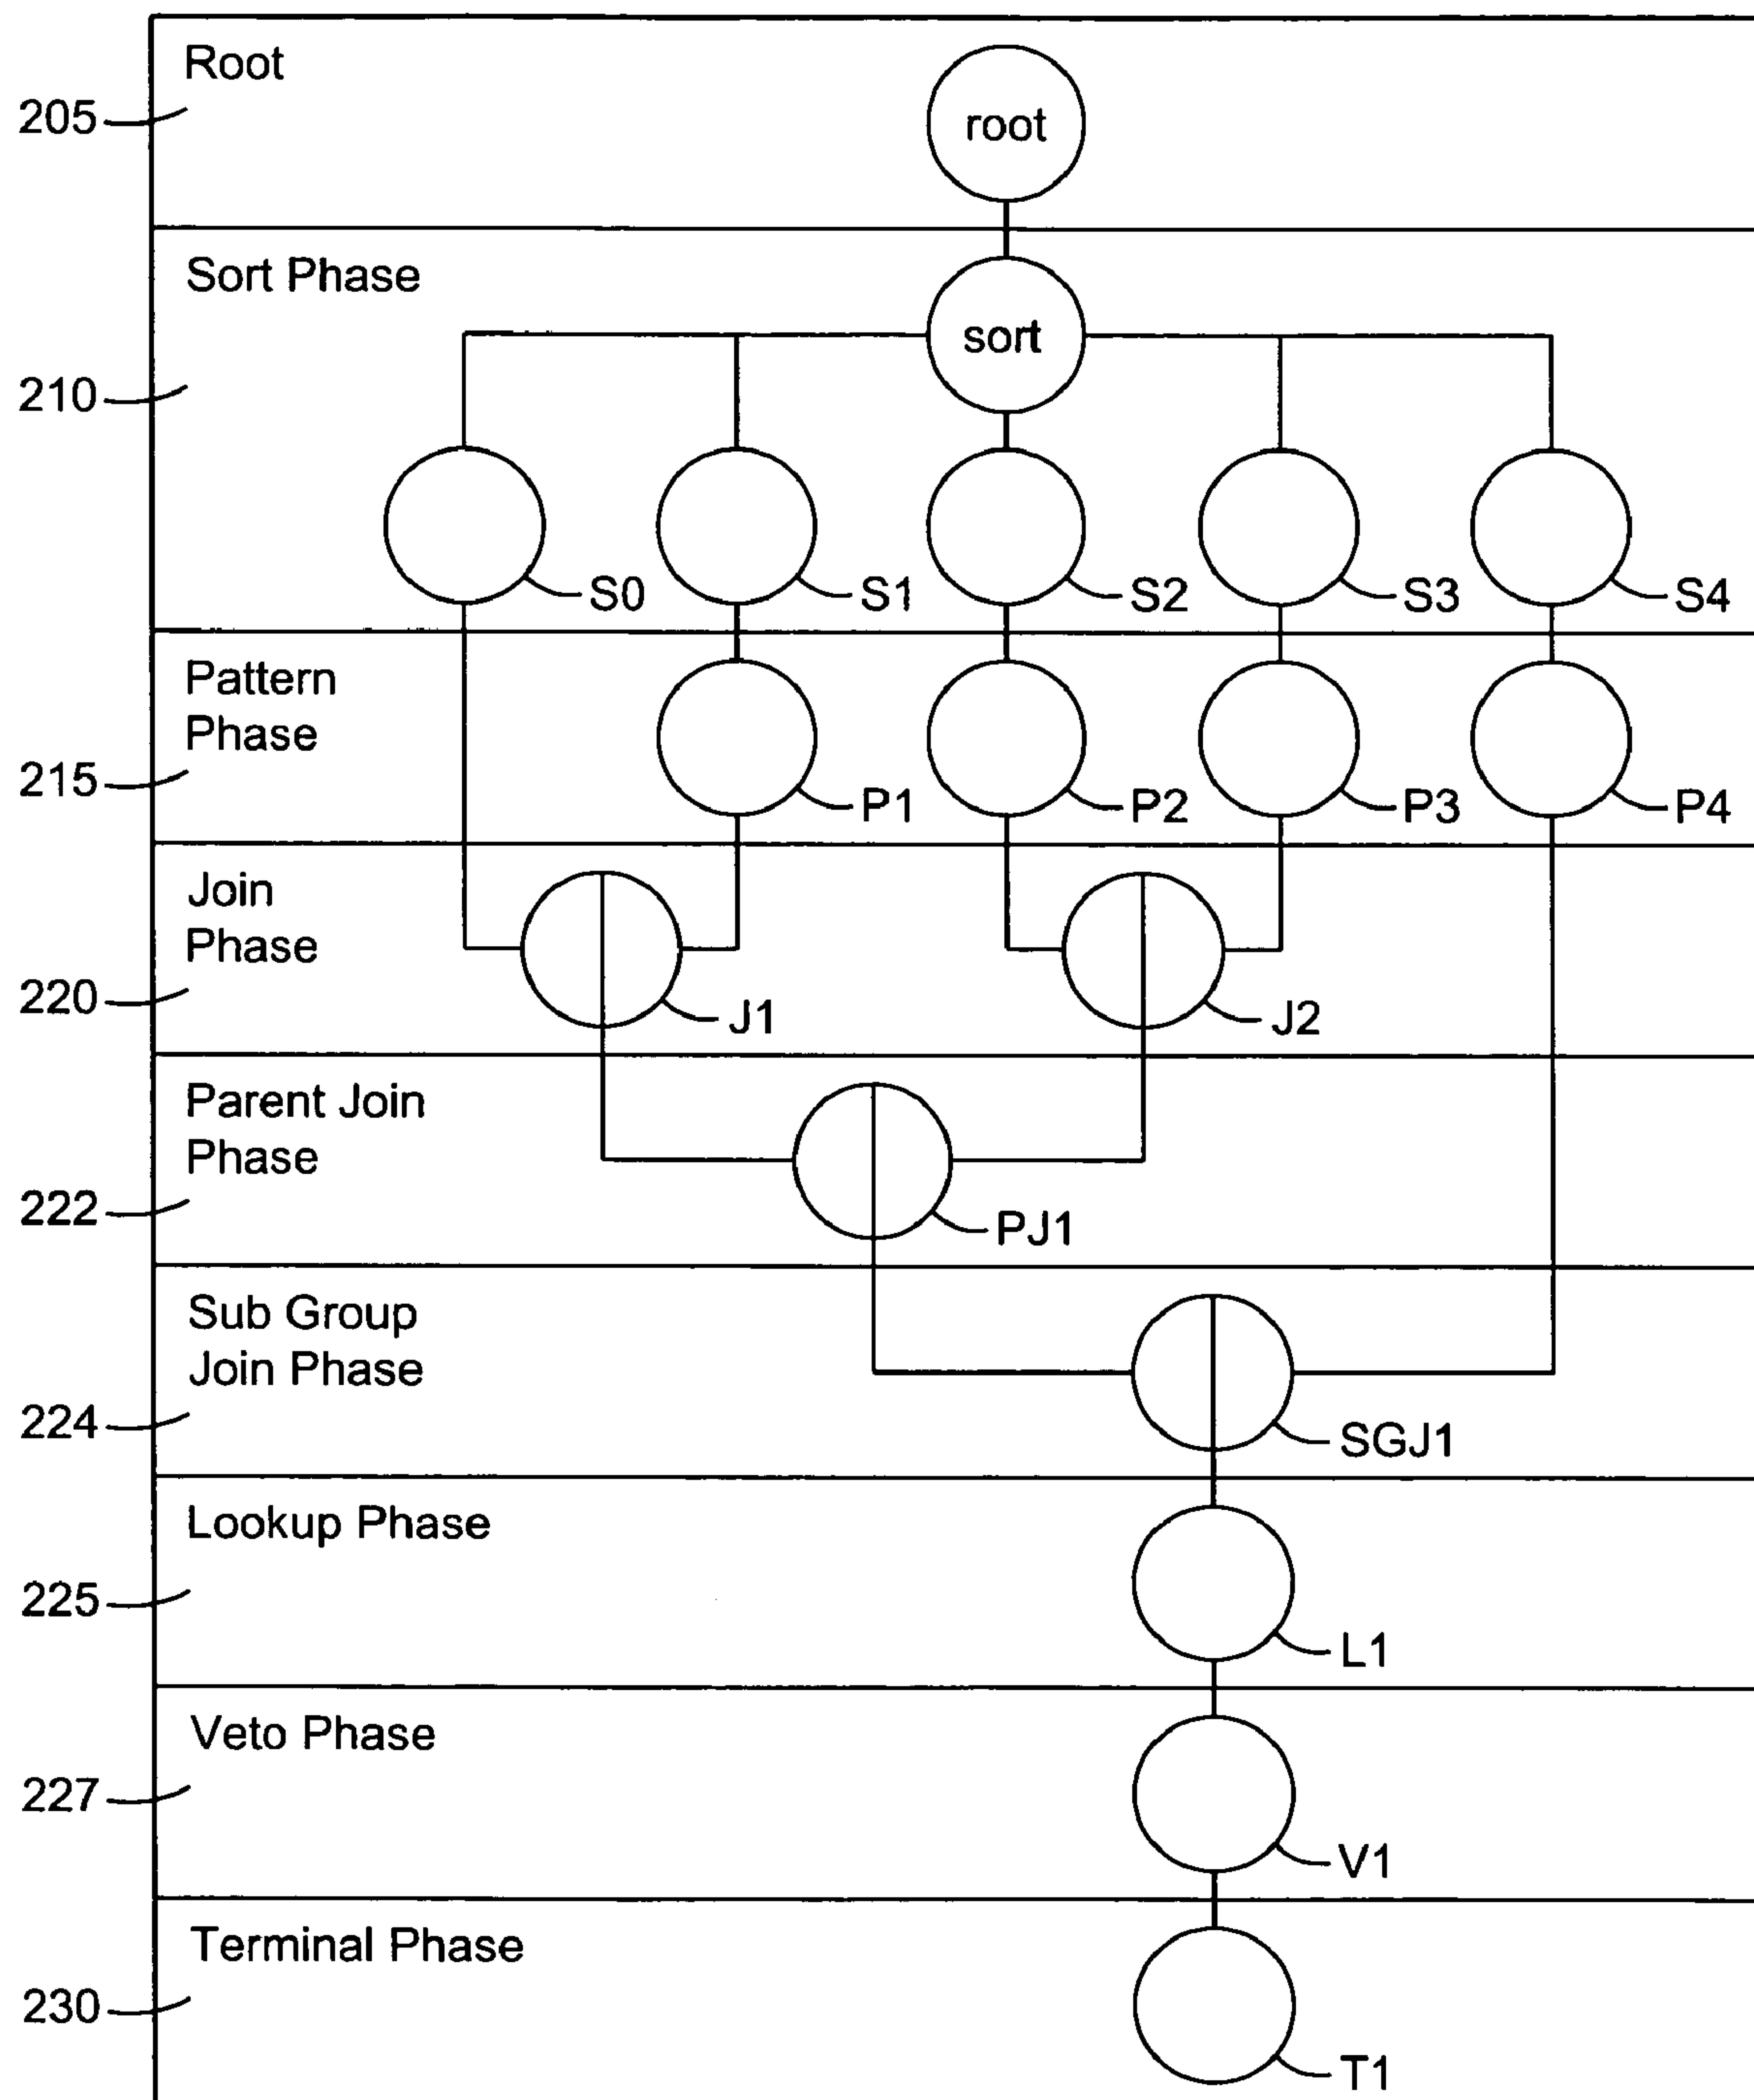 Root
205
root
Sort Phase
sort
210
S0
S1
S2
S3
S4
Pattern
Phase
215
P1
P2
P3
P4
Join
Phase
220
J1
J2
Parent Join
Phase
222
PJ1
Sub Group
Join Phase
224
SGJ1
Lookup Phase
225
L1
Veto Phase
227
V1
Terminal Phase
230
T1